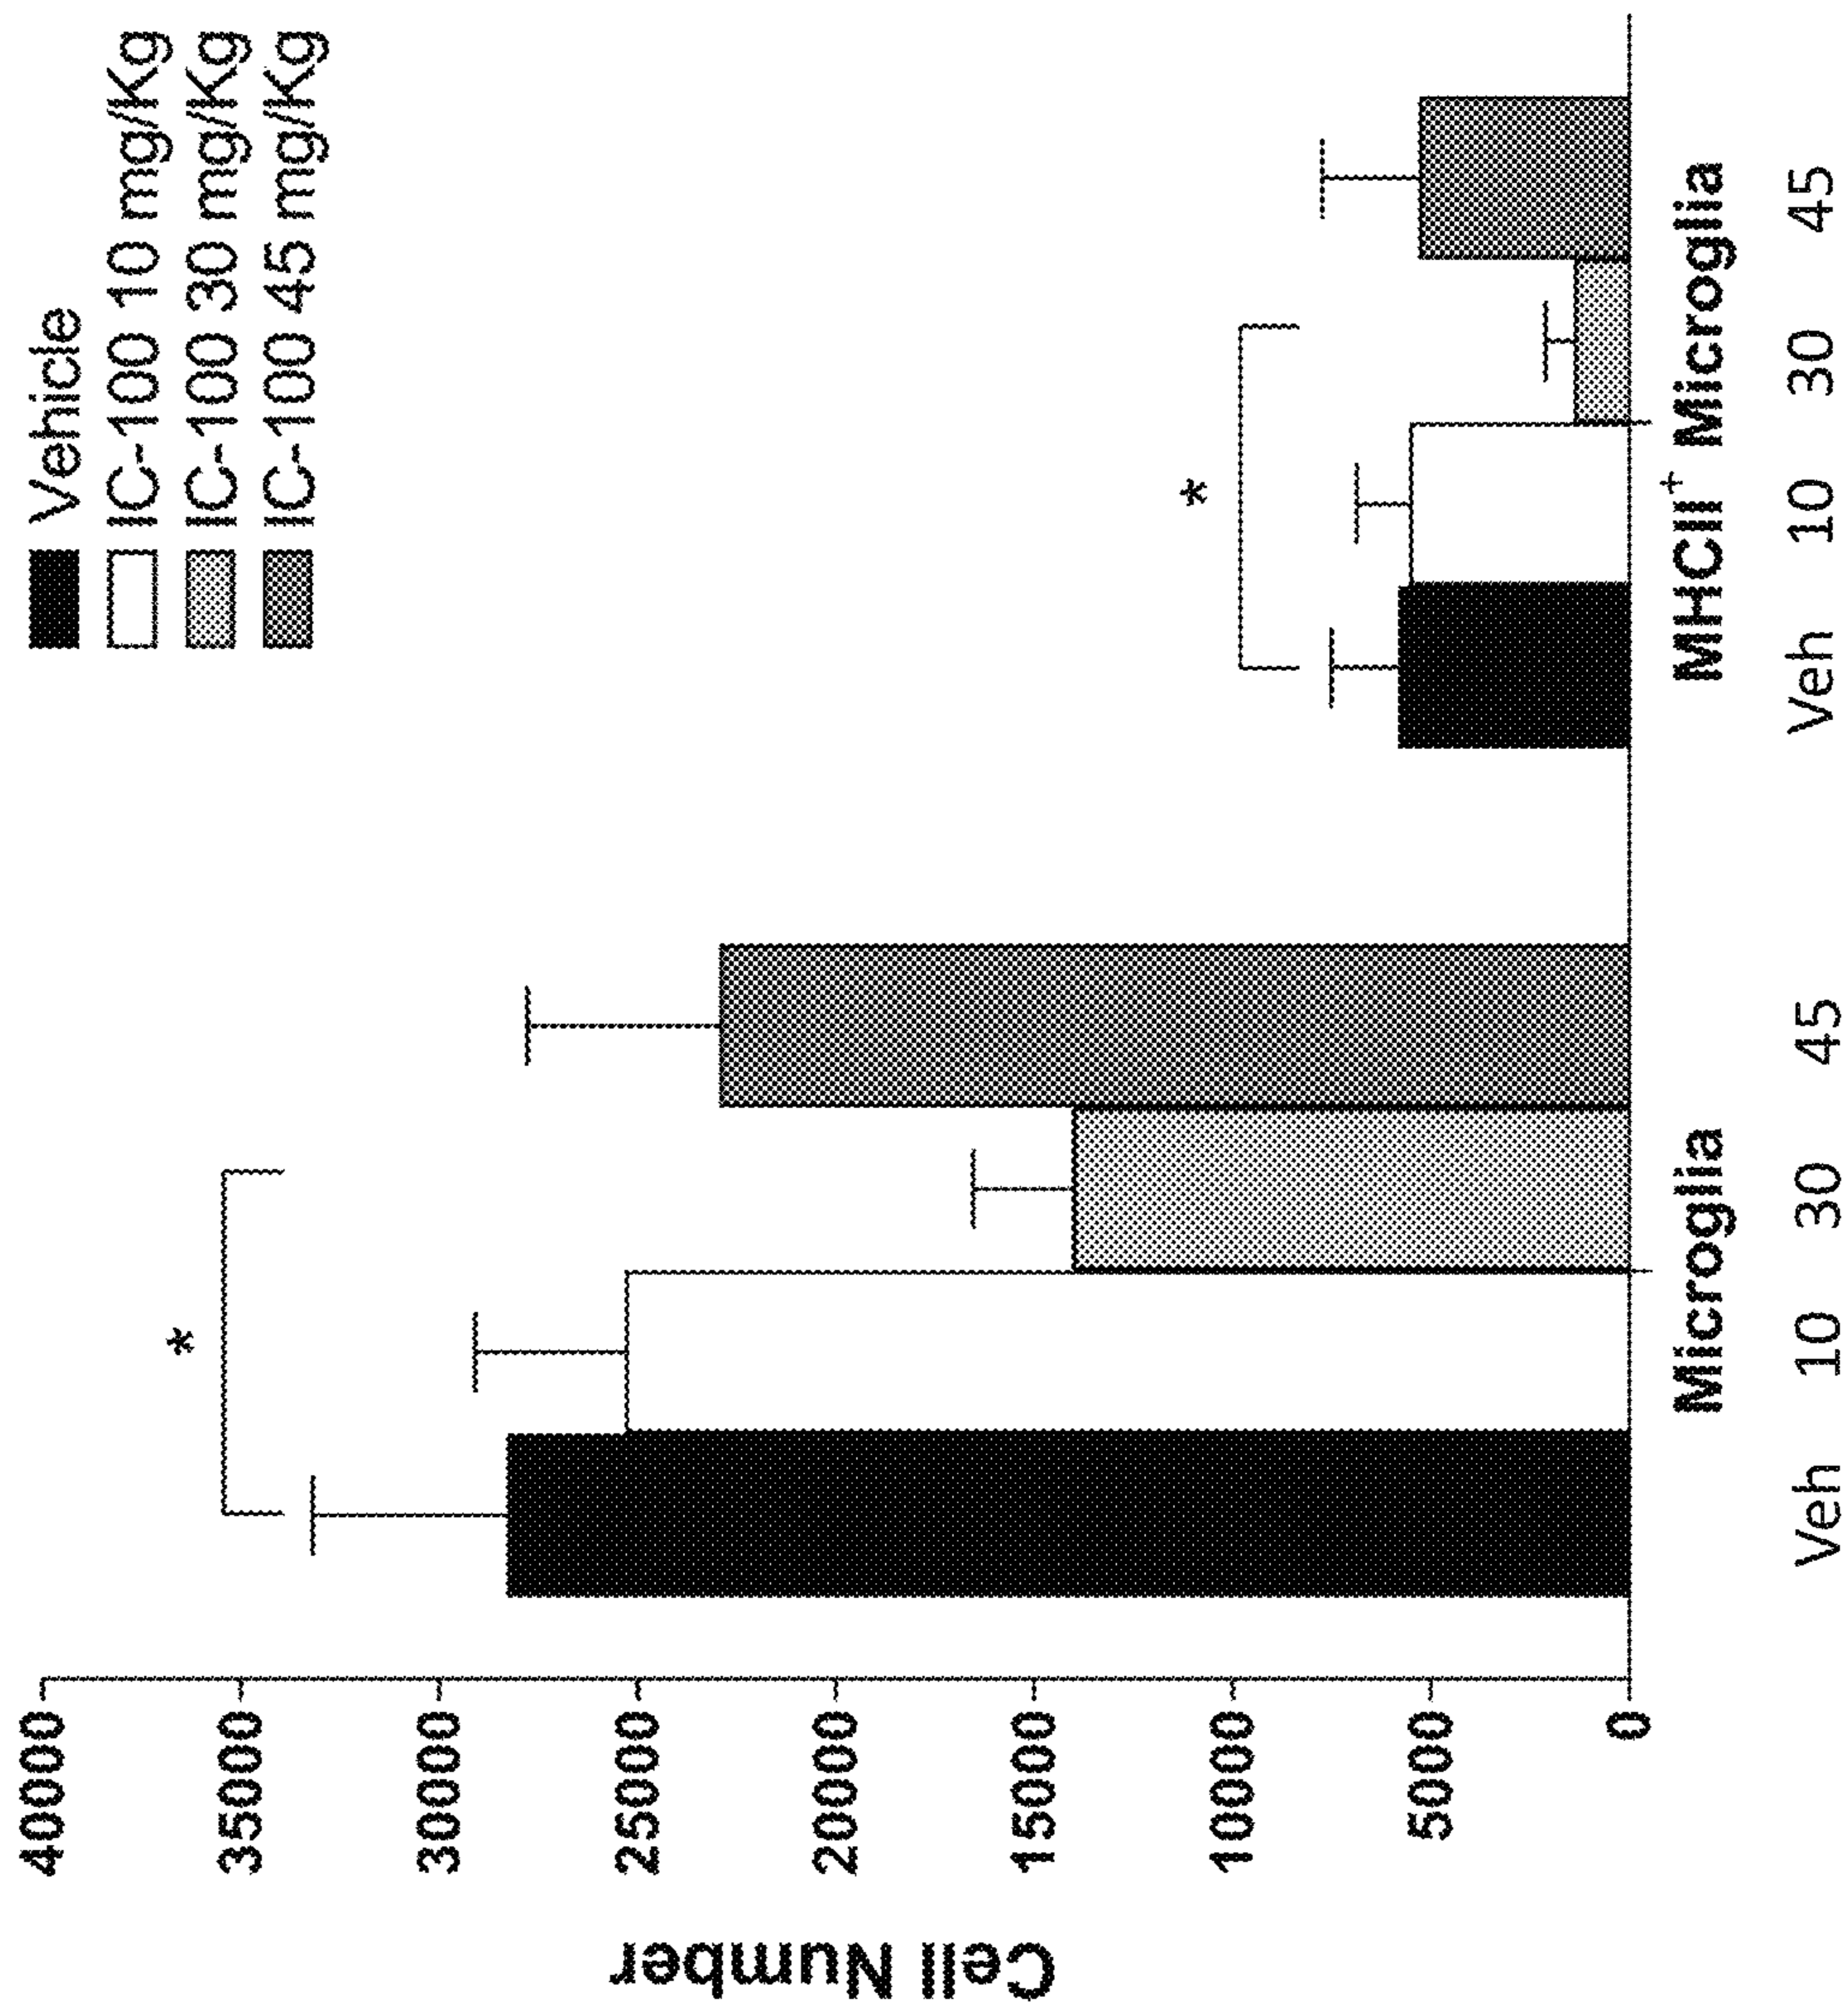 Vehicle
IC-100 10 mg/Kg
IC-100 30 mg/Kg
IC-100 45 mg/Kg
Cell Number
40000
35000
30000
25000
20000
15000
10000
5000
0
*
*
Microglia
MHCII⁺ Microglia
Veh 10 30 45
Veh 10 30 45